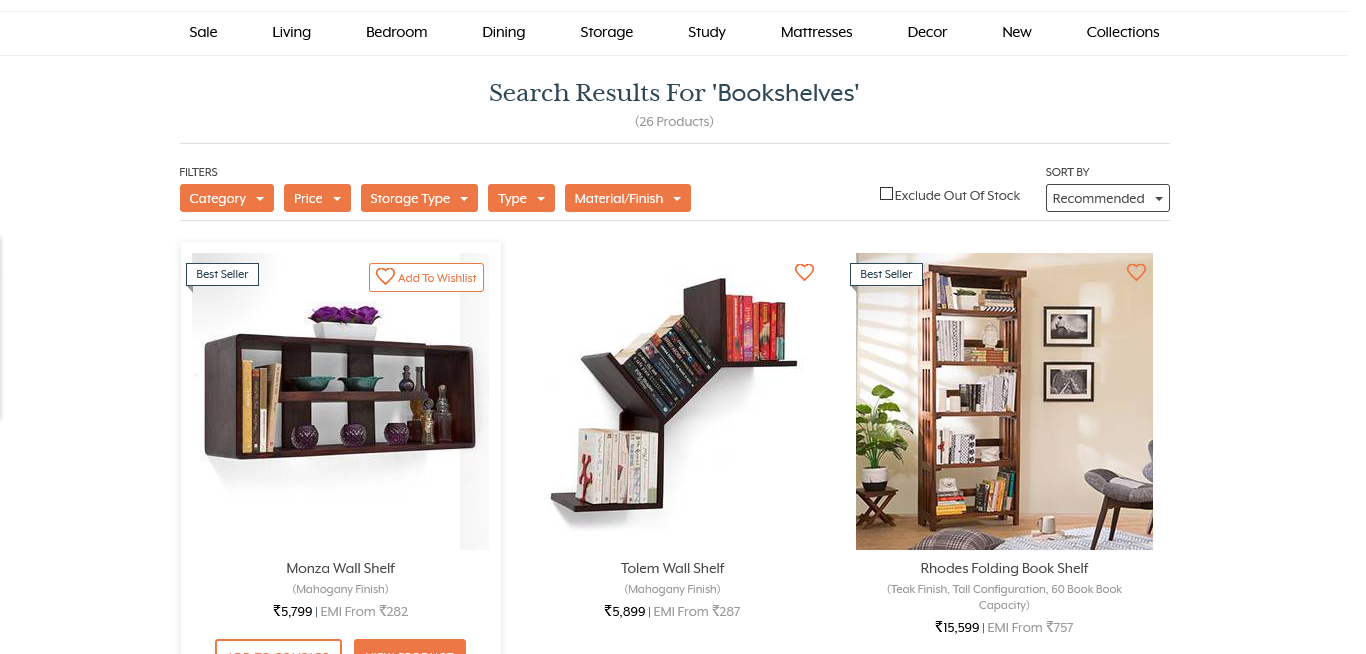 Sale Living Bedroom Dining Storage Study Mattresses Decor New Collections
Search Results For 'Bookshelves'
(26 Products)
FILTERS SORT BY
Category Price Storage Type Type Material/Finish Exclude Out Of Stock Recommended
Best Seller Add To Wishlist Best Seller
Monza Wall Shelf
(Mahogany Finish)
₹5,799 | EMI From ₹282
Tolem Wall Shelf
(Mahogany Finish)
₹5,899 | EMI From ₹287
Rhodes Folding Book Shelf
(Teak Finish, Tall Configuration, 60 Book Book
Capacity)
₹15,599 | EMI From ₹757